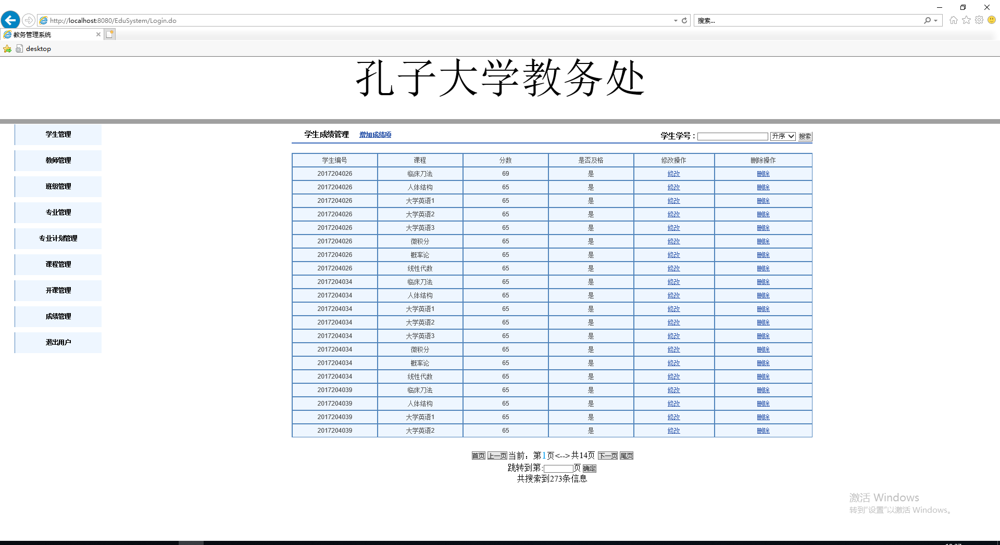 http://localhost:8080/EduSystem/Login.do
搜索...
教务管理系统
desktop
孔子大学教务处
学生管理
教师管理
班级管理
专业管理
专业计划管理
课程管理
开课管理
成绩管理
退出用户
学生成绩管理 增加成绩项 学生学号： 升序 搜索
学生编号 课程 分数 是否及格 修改操作 删除操作
2017204026 临床刀法 69 是 修改 删除
2017204026 人体结构 65 是 修改 删除
2017204026 大学英语1 65 是 修改 删除
2017204026 大学英语2 65 是 修改 删除
2017204026 大学英语3 65 是 修改 删除
2017204026 微积分 65 是 修改 删除
2017204026 概率论 65 是 修改 删除
2017204026 线性代数 65 是 修改 删除
2017204034 临床刀法 65 是 修改 删除
2017204034 人体结构 65 是 修改 删除
2017204034 大学英语1 65 是 修改 删除
2017204034 大学英语2 65 是 修改 删除
2017204034 大学英语3 65 是 修改 删除
2017204034 微积分 65 是 修改 删除
2017204034 概率论 65 是 修改 删除
2017204034 线性代数 65 是 修改 删除
2017204039 临床刀法 65 是 修改 删除
2017204039 人体结构 65 是 修改 删除
2017204039 大学英语1 65 是 修改 删除
2017204039 大学英语2 65 是 修改 删除
首页 上一页 当前：第1页<-->共14页 下一页 尾页
跳转到第: 页 确定
共搜索到273条信息
激活 Windows
转到“设置”以激活 Windows。